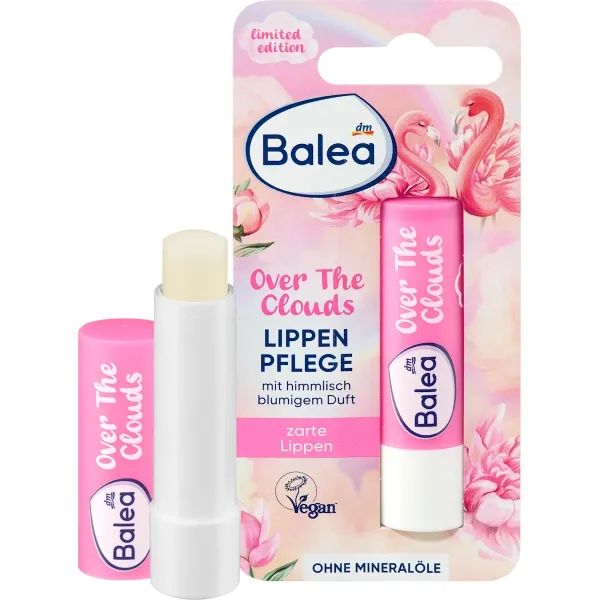 limited
edition
dm
Balea
Over The
Clouds
LIPPEN
PFLEGE
mit himmlisch
blumigem Duft
zarte
Lippen
Vegan
OHNE MINERALÖLE
Over The
Clouds
dm
Balea
Over The
Clouds
dm
Balea